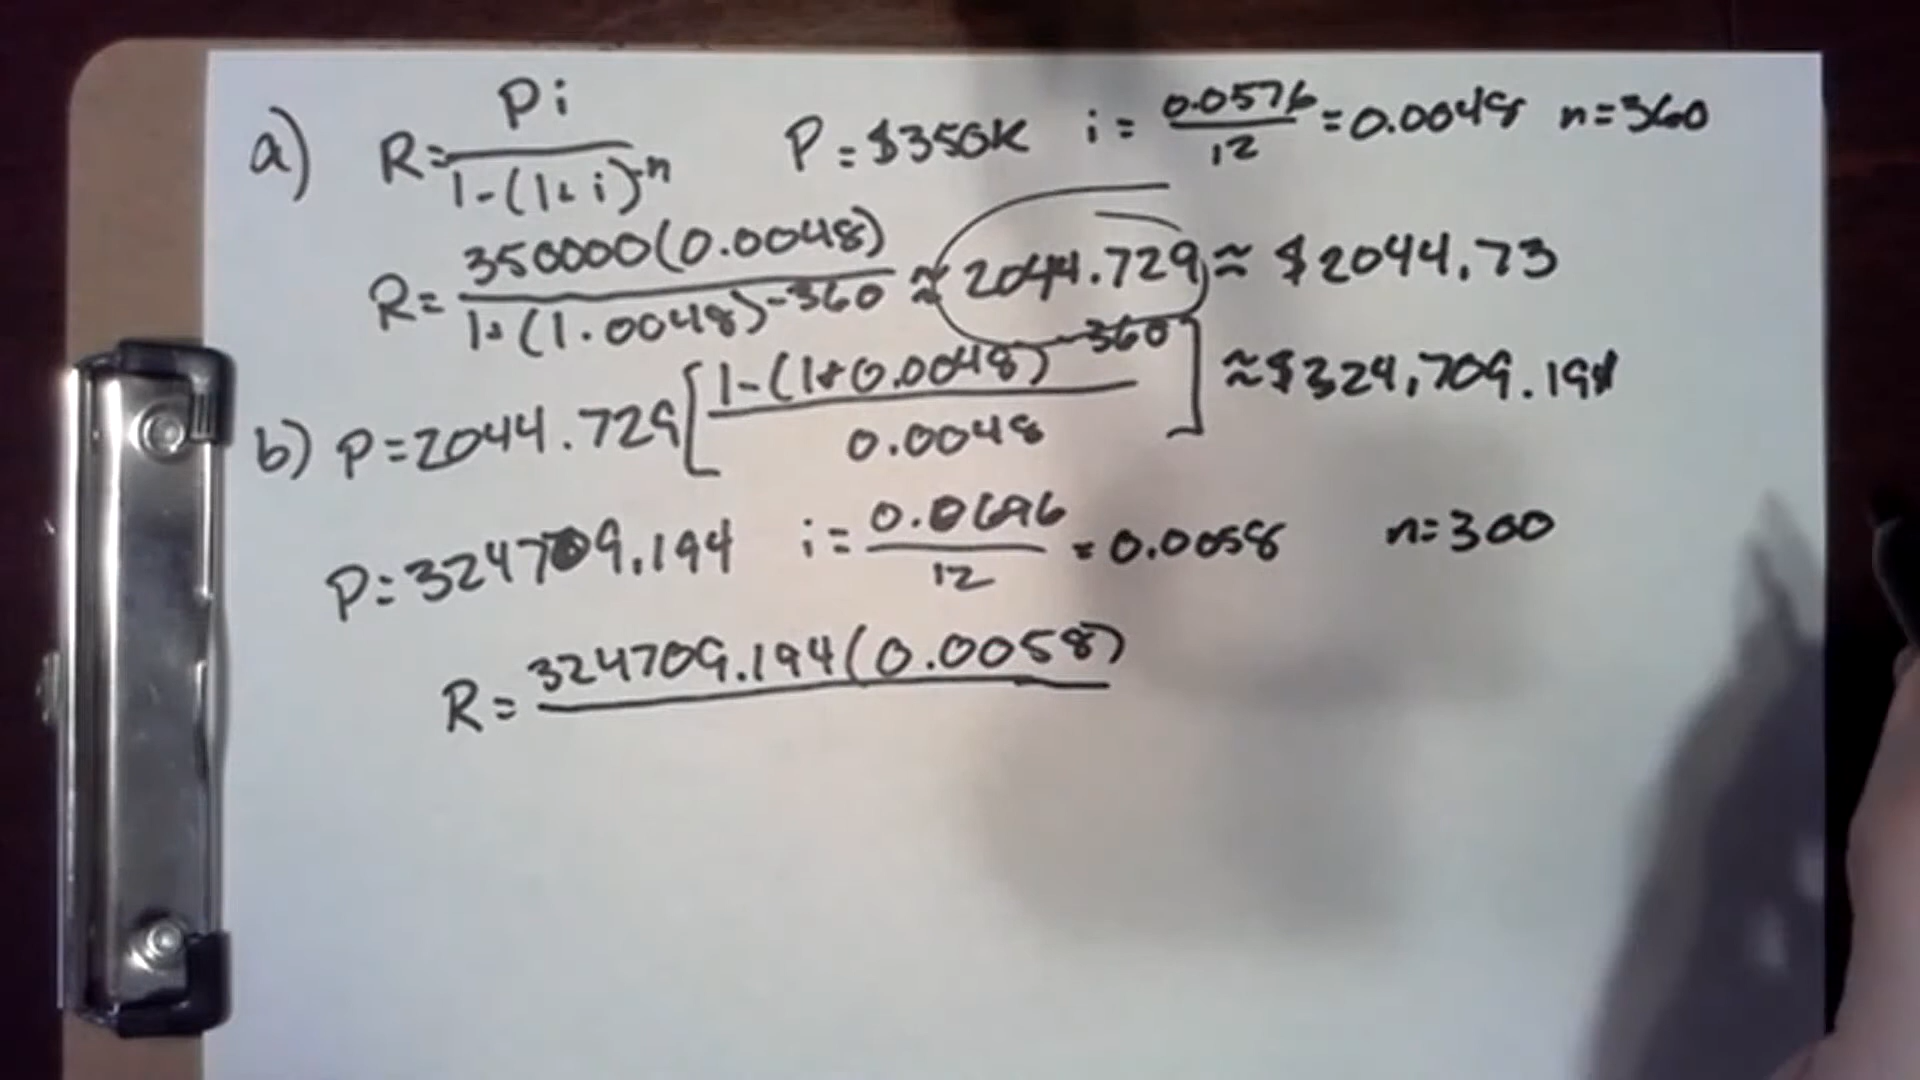 a) R = Pi / 1-(1+i)^-n P = $350K i = 0.0576/12 = 0.0048 n=360
R = 350000(0.0048) / 1-(1.0048)^-360 ≈ 2044.729 ≈ $2044.73
b) P=2044.729[1-(1+0.0048)^-360 / 0.0048] ≈$324,709.194
P=324709.194 i = 0.0696/12 = 0.0058 n=300
R= 324709.194(0.0058)